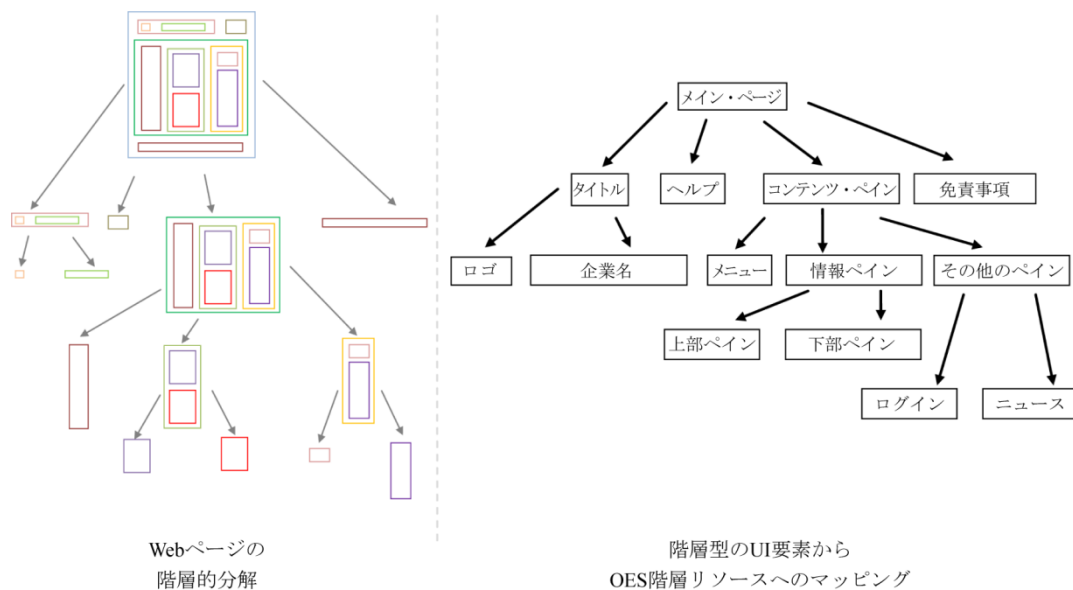 メイン・ページ
タイトル
ヘルプ
コンテンツ・ペイン
免責事項
ロゴ
企業名
メニュー
情報ペイン
その他のペイン
上部ペイン
下部ペイン
ログイン
ニュース
Webページの
階層的分解
階層型のUI要素から
OES階層リソースへのマッピング